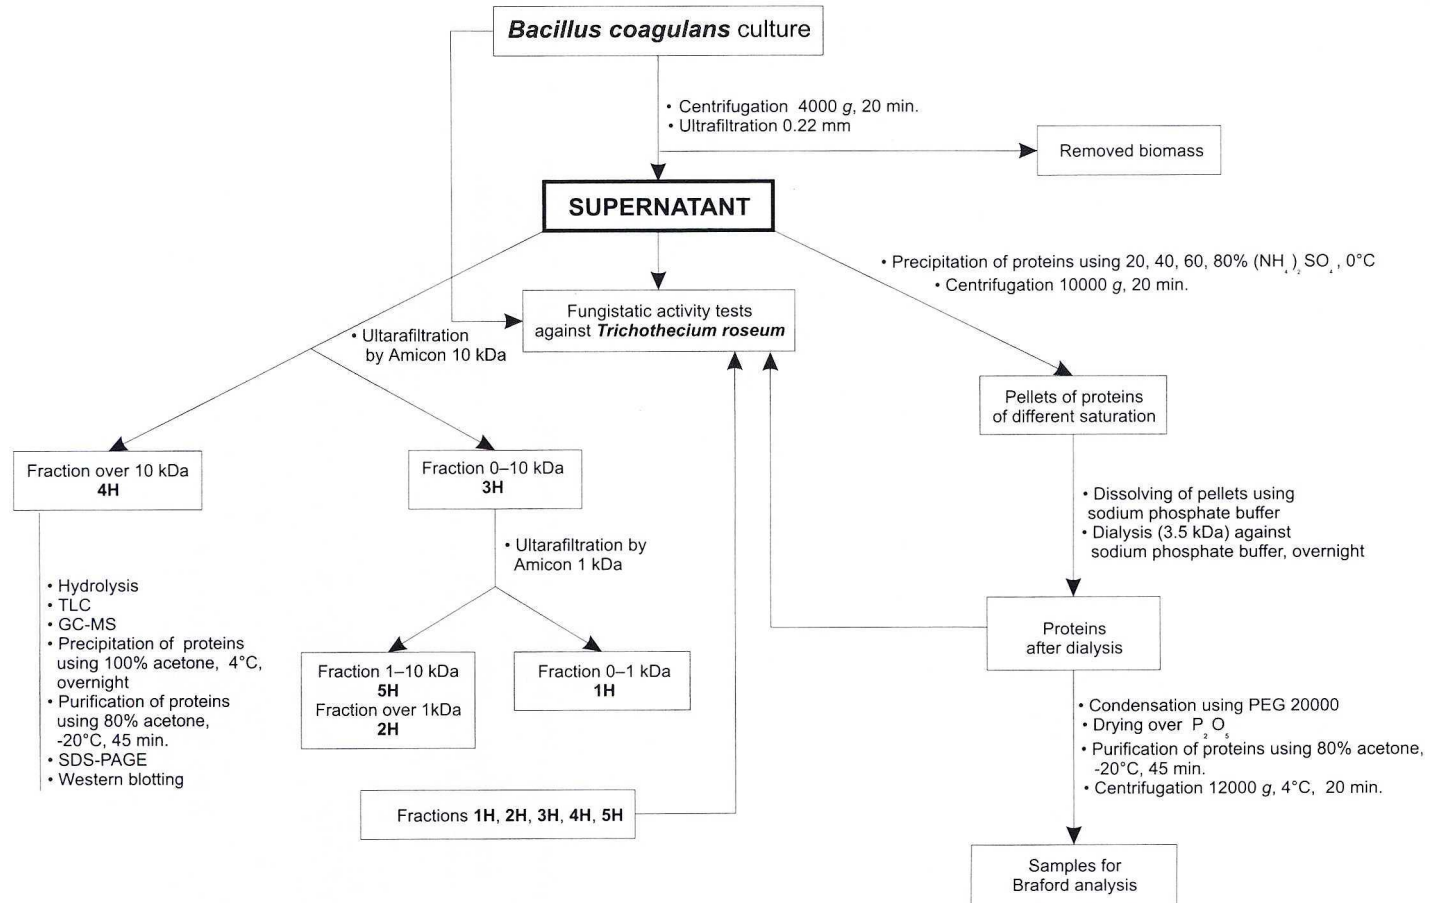 Bacillus coagulans culture
• Centrifugation 4000 g, 20 min.
• Ultrafiltration 0.22 mm
Removed biomass
SUPERNATANT
• Precipitation of proteins using 20, 40, 60, 80% (NH₄)₂SO₄, 0°C
• Centrifugation 10000 g, 20 min.
Fungistatic activity tests
against Trichothecium roseum
• Ultarafiltration
by Amicon 10 kDa
Pellets of proteins
of different saturation
Fraction over 10 kDa
4H
Fraction 0–10 kDa
3H
• Dissolving of pellets using
sodium phosphate buffer
• Dialysis (3.5 kDa) against
sodium phosphate buffer, overnight
• Ultarafiltration by
Amicon 1 kDa
• Hydrolysis
• TLC
• GC-MS
• Precipitation of proteins
using 100% acetone, 4°C,
overnight
• Purification of proteins
using 80% acetone,
-20°C, 45 min.
• SDS-PAGE
• Western blotting
Fraction 1–10 kDa
5H
Fraction over 1kDa
2H
Fraction 0–1 kDa
1H
Proteins
after dialysis
• Condensation using PEG 20000
• Drying over P₂O₅
• Purification of proteins using 80% acetone,
-20°C, 45 min.
• Centrifugation 12000 g, 4°C, 20 min.
Fractions 1H, 2H, 3H, 4H, 5H
Samples for
Braford analysis